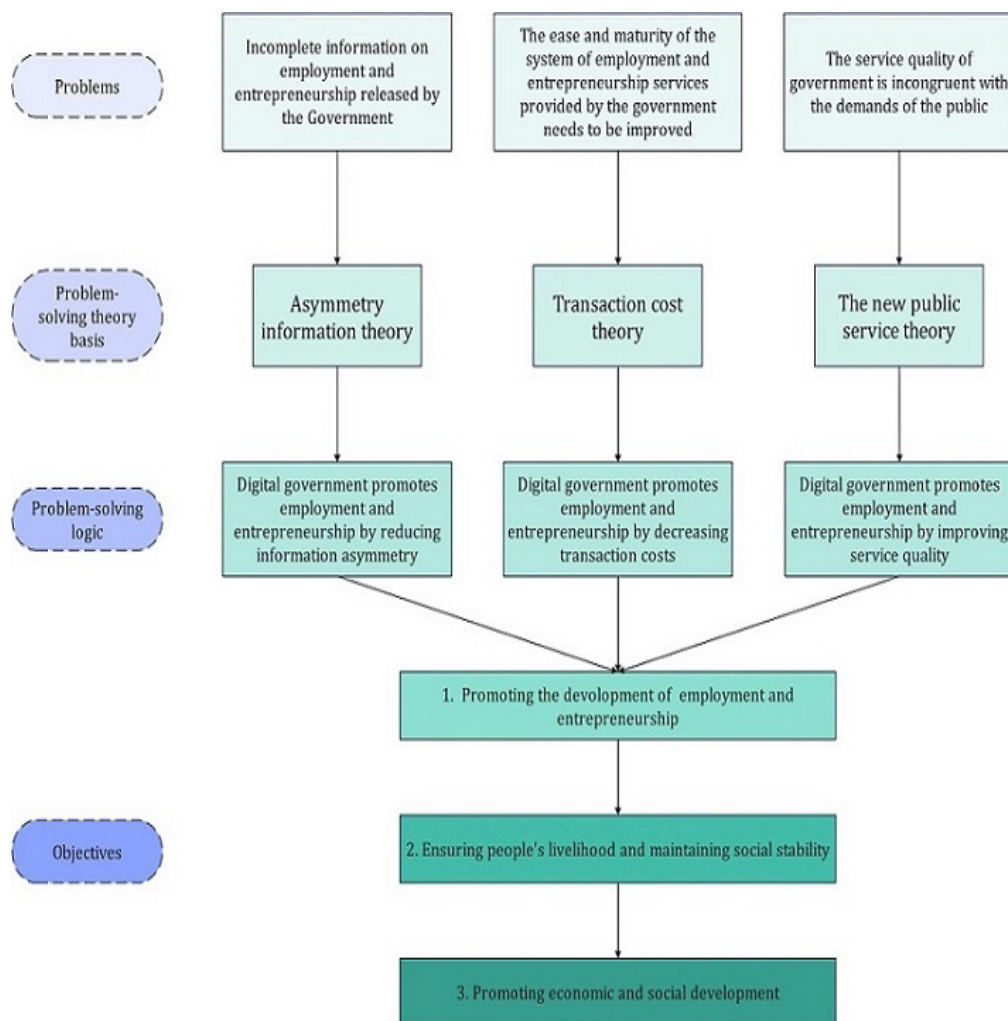 Problems
Incomplete information on
employment and
entrepreneurship released by
the Government
The ease and maturity of the
system of employment and
entrepreneurship services
provided by the government
needs to be improved
The service quality of
government is incongruent with
the demands of the public
Problem-
solving theory
basis
Asymmetry
information theory
Transaction cost
theory
The new public
service theory
Problem-solving
logic
Digital government promotes
employment and
entrepreneurship by reducing
information asymmetry
Digital government promotes
employment and
entrepreneurship by decreasing
transaction costs
Digital government promotes
employment and
entrepreneurship by improving
service quality
1. Promoting the devolopment of employment and
entrepreneurship
Objectives
2. Ensuring people's livelihood and maintaining social stability
3. Promoting economic and social development